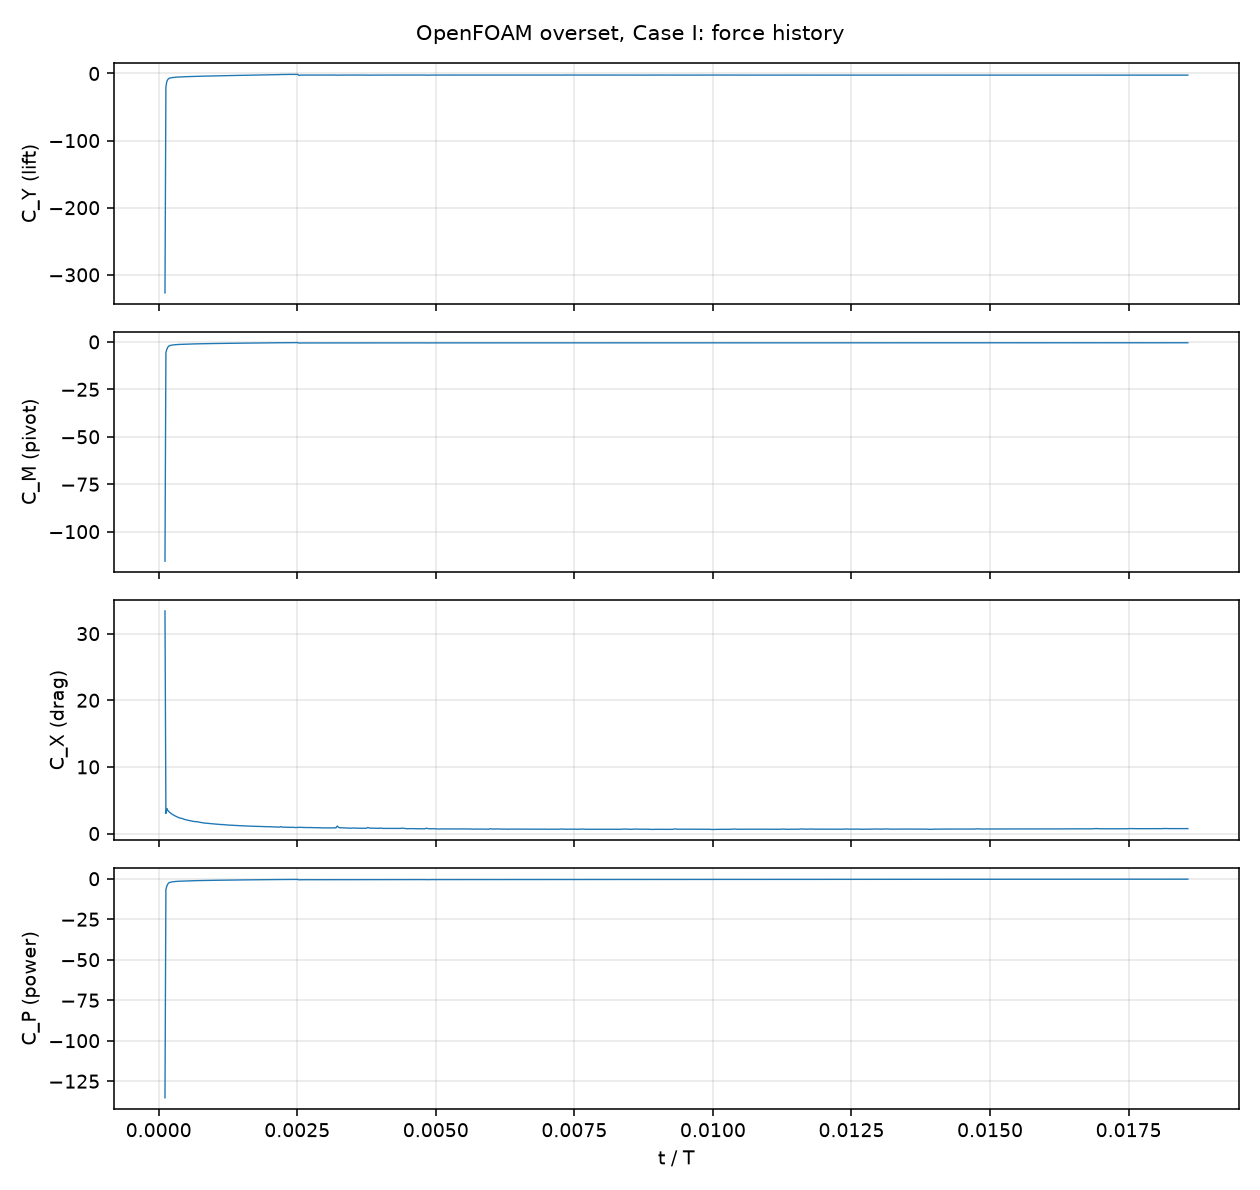 OpenFOAM overset, Case I: force history
0
−100
−200
−300
C_Y (lift)
0
−25
−50
−75
−100
C_M (pivot)
30
20
10
0
C_X (drag)
0
−25
−50
−75
−100
−125
C_P (power)
0.0000 0.0025 0.0050 0.0075 0.0100 0.0125 0.0150 0.0175
t / T